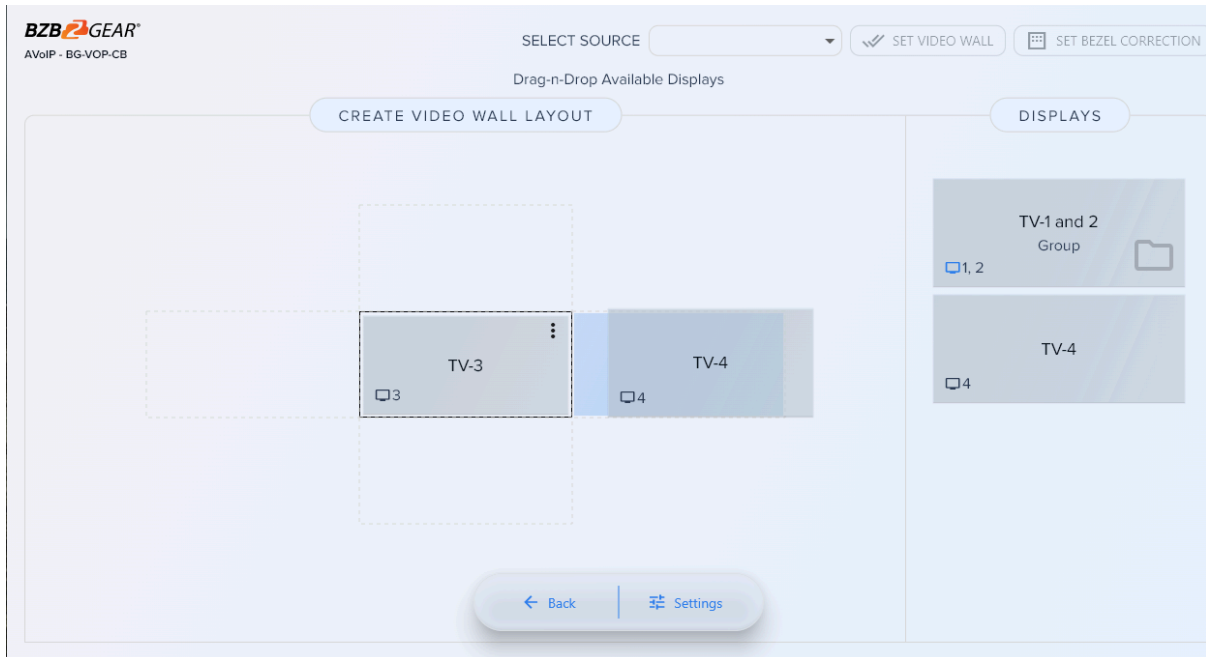 BZB GEAR®
AVoIP - BG-VOP-CB
SELECT SOURCE
SET VIDEO WALL
SET BEZEL CORRECTION
Drag-n-Drop Available Displays
CREATE VIDEO WALL LAYOUT
DISPLAYS
TV-1 and 2
Group
1, 2
TV-3
3
TV-4
4
TV-4
4
Back
Settings